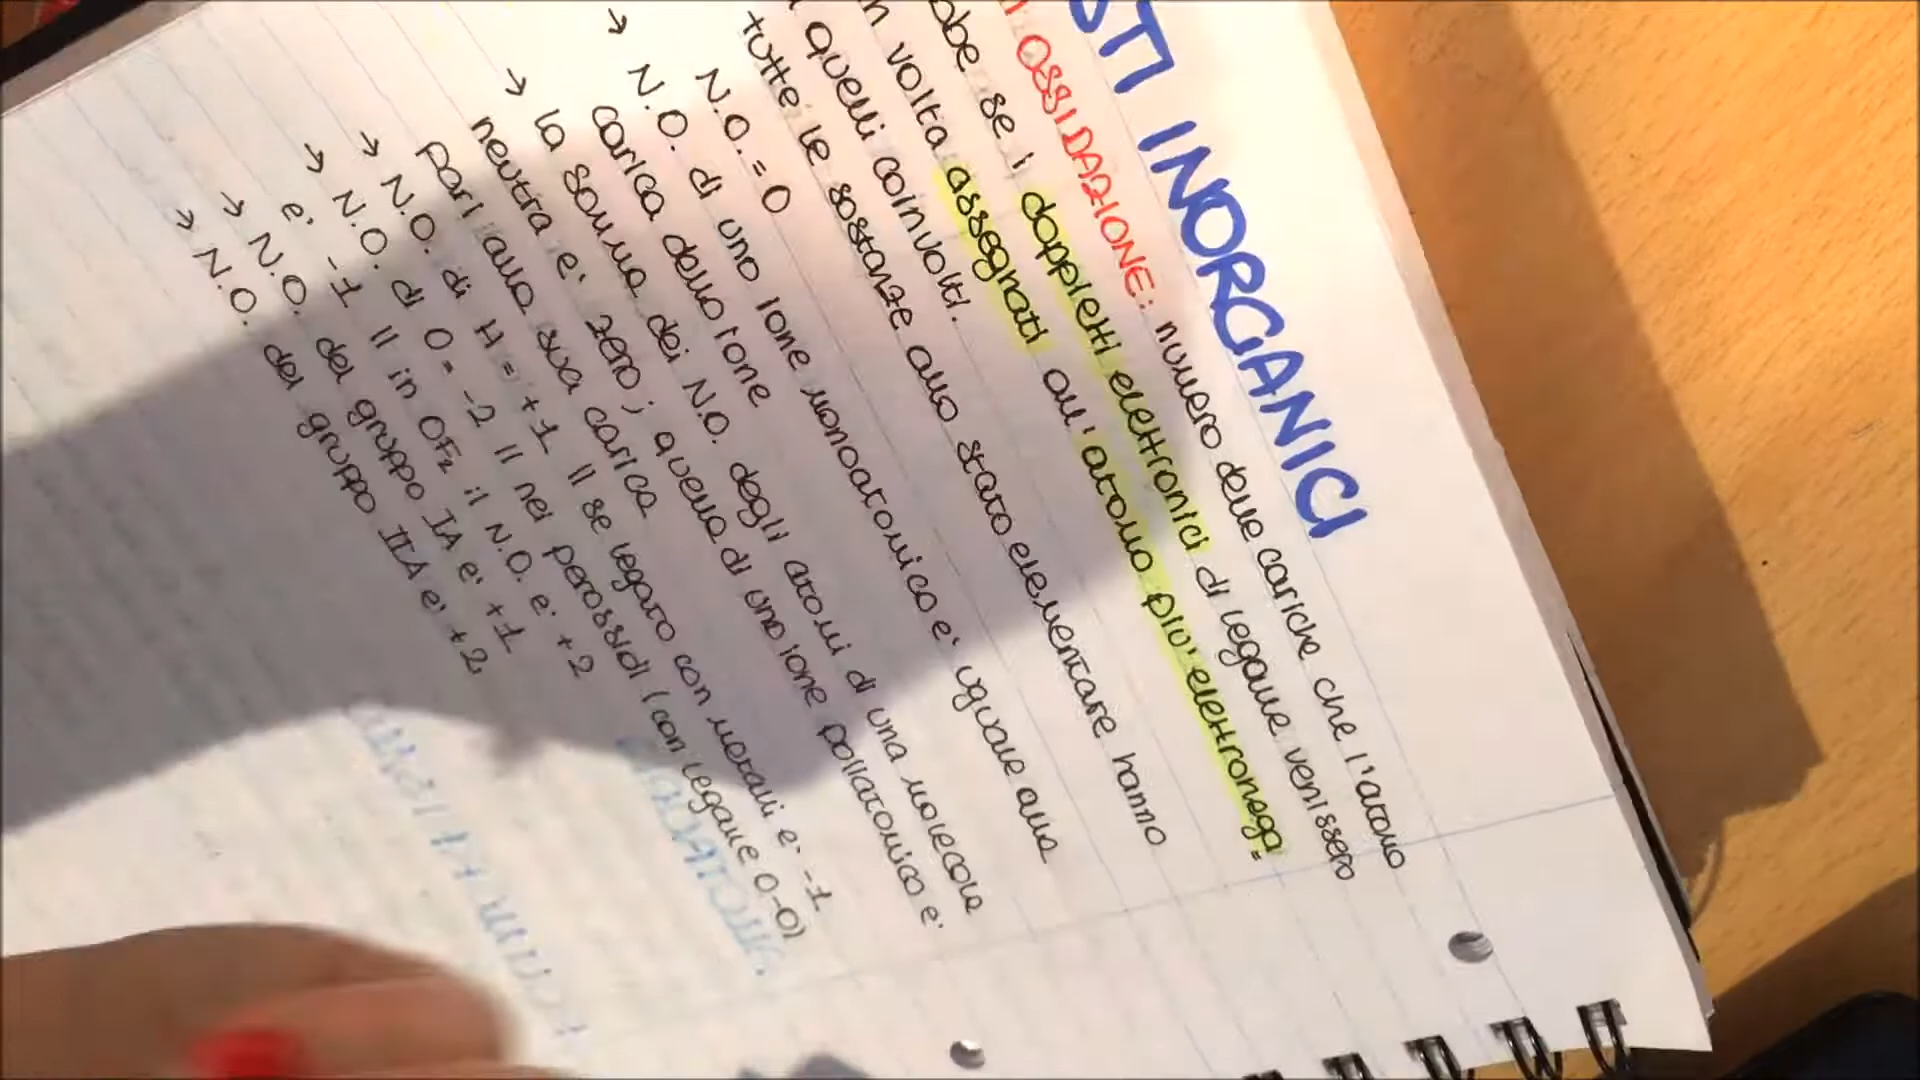 STI INORGANICI
OSSIDAZIONE: numero delle cariche che l'atomo
bbe se i doppietti elettronici di legame venissero
n volta assegnati all'atomo più elettronega=
quelli coinvolti.
tutte le sostanze allo stato elementare hanno
N.O. = 0
→ N.O. di uno ione monoatomico e' uguale alla
carica dello ione
→ la somma dei N.O. degli atomi di una molecola
neutra e' zero; quella di uno ione poliatomico e'
pari alla sua carica
→ N.O. di H = +1 || se legato con metalli e' -1
→ N.O. di O = -2 || nei perossidi (con legame O-O)
e' -1 || in OF₂ il N.O. e' +2
→ N.O. del gruppo IA e' +1
→ N.O. del gruppo IIA e' +2